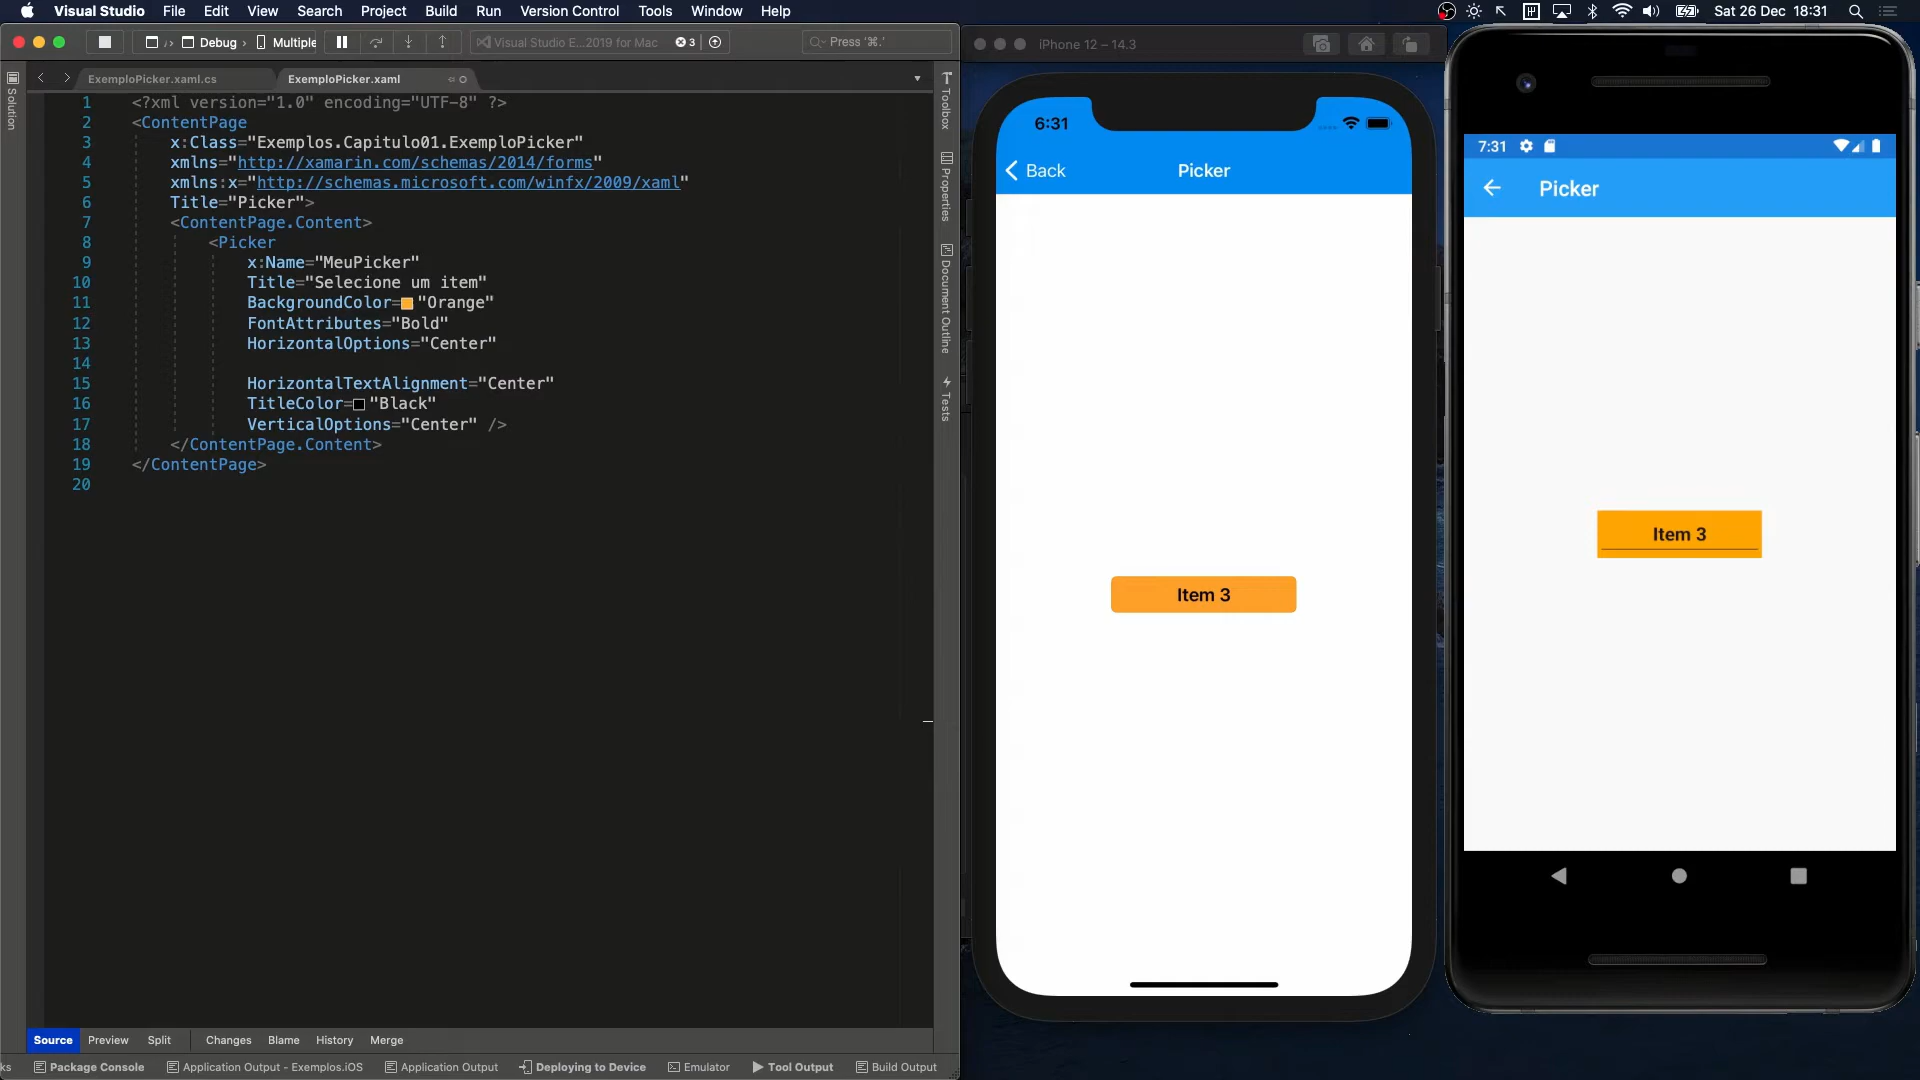 Visual Studio File Edit View Search Project Build Run Version Control Tools Window Help
Sat 26 Dec 18:31
Debug Multiple
Visual Studio E...2019 for Mac
3
Press '⌘.'
ExemploPicker.xaml.cs
ExemploPicker.xaml
Solution
1 <?xml version="1.0" encoding="UTF-8" ?>
2 <ContentPage
3 x:Class="Exemplos.Capitulo01.ExemploPicker"
4 xmlns="http://xamarin.com/schemas/2014/forms"
5 xmlns:x="http://schemas.microsoft.com/winfx/2009/xaml"
6 Title="Picker">
7 <ContentPage.Content>
8 <Picker
9 x:Name="MeuPicker"
10 Title="Selecione um item"
11 BackgroundColor="Orange"
12 FontAttributes="Bold"
13 HorizontalOptions="Center"
14
15 HorizontalTextAlignment="Center"
16 TitleColor="Black"
17 VerticalOptions="Center" />
18 </ContentPage.Content>
19 </ContentPage>
20
Toolbox
Properties
Document Outline
Tests
Source Preview Split Changes Blame History Merge
ks Package Console Application Output - Exemplos.iOS Application Output Deploying to Device Emulator Tool Output Build Output
iPhone 12 – 14.3
6:31
Back Picker
Item 3
7:31
Picker
Item 3